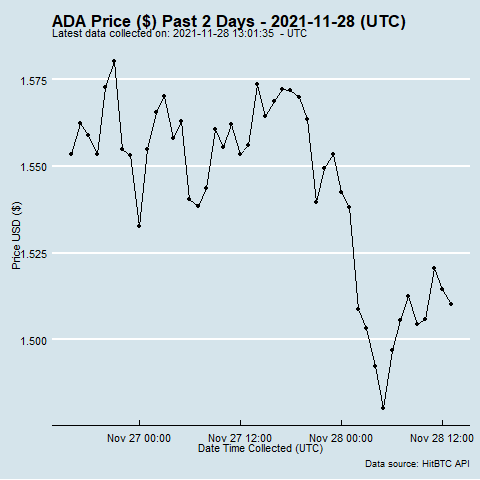 ADA Price ($) Past 2 Days - 2021-11-28 (UTC)
Latest data collected on: 2021-11-28 13:01:35 - UTC
1.575
1.550
1.525
1.500
Price USD ($)
Nov 27 00:00
Nov 27 12:00
Nov 28 00:00
Nov 28 12:00
Date Time Collected (UTC)
Data source: HitBTC API